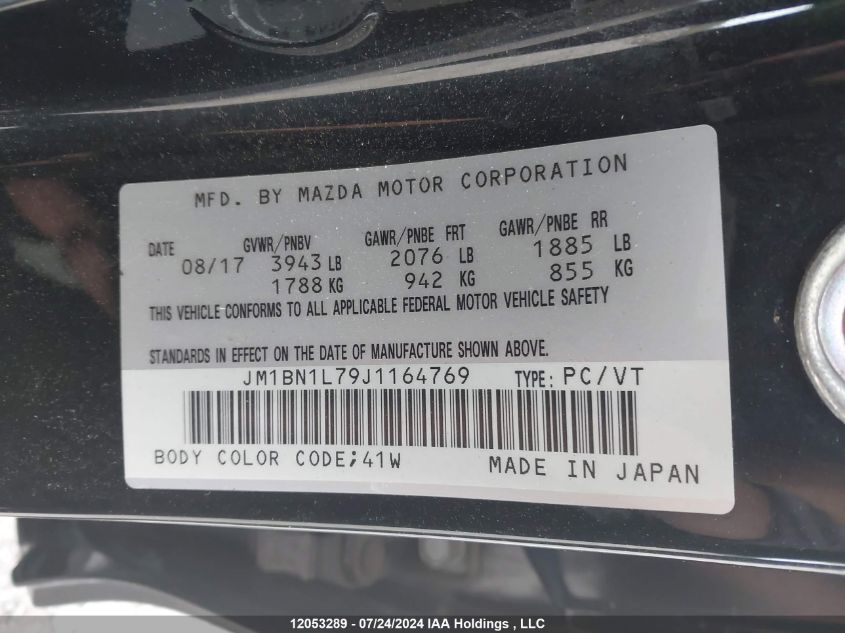 MFD. BY MAZDA MOTOR CORPORATION
DATE GVWR/PNBV GAWR/PNBE FRT GAWR/PNBE RR
08/17 3943 LB 2076 LB 1885 LB
1788 KG 942 KG 855 KG
THIS VEHICLE CONFORMS TO ALL APPLICABLE FEDERAL MOTOR VEHICLE SAFETY
STANDARDS IN EFFECT ON THE DATE OF MANUFACTURE SHOWN ABOVE.
JM1BN1L79J1164769 TYPE: PC/VT
BODY COLOR CODE;41W MADE IN JAPAN
12053289 - 07/24/2024 IAA Holdings , LLC